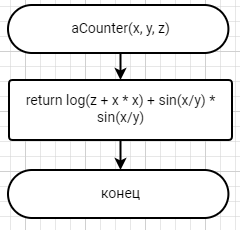 aCounter(x, y, z)
return log(z + x * x) + sin(x/y) *
sin(x/y)
конец